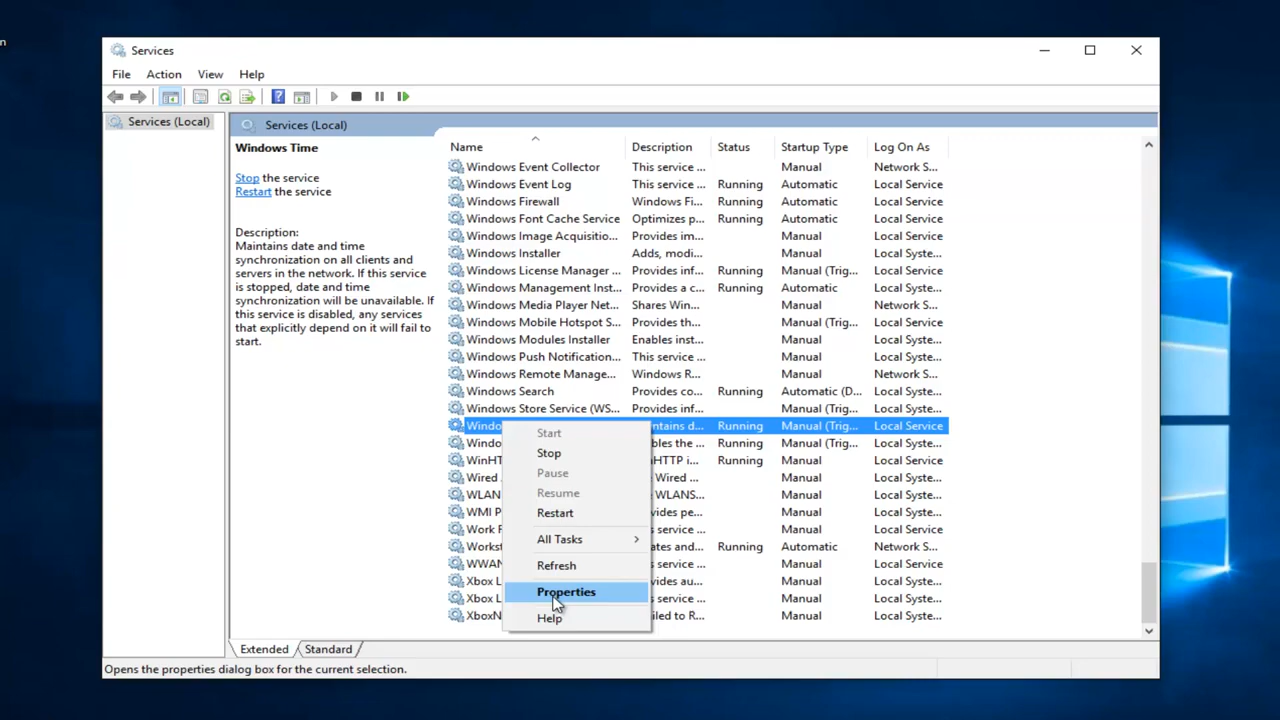 n
Services
File Action View Help
Services (Local)
Services (Local)
Windows Time
Stop the service
Restart the service
Description:
Maintains date and time
synchronization on all clients and
servers in the network. If this service
is stopped, date and time
synchronization will be unavailable. If
this service is disabled, any services
that explicitly depend on it will fail to
start.
Name Description Status Startup Type Log On As
Windows Event Collector This service ... Manual Network S...
Windows Event Log This service ... Running Automatic Local Service
Windows Firewall Windows Fi... Running Automatic Local Service
Windows Font Cache Service Optimizes p... Running Automatic Local Service
Windows Image Acquisitio... Provides im... Manual Local Service
Windows Installer Adds, modi... Manual Local Syste...
Windows License Manager ... Provides inf... Running Manual (Trig... Local Service
Windows Management Inst... Provides a c... Running Automatic Local Syste...
Windows Media Player Net... Shares Win... Manual Network S...
Windows Mobile Hotspot S... Provides th... Manual (Trig... Local Service
Windows Modules Installer Enables inst... Manual Local Syste...
Windows Push Notification... This service ... Manual Local Syste...
Windows Remote Manage... Windows R... Manual Network S...
Windows Search Provides co... Running Automatic (D... Local Syste...
Windows Store Service (WS... Provides inf... Manual (Trig... Local Syste...
Windo ntains d... Running Manual (Trig... Local Service
Windo bles the ... Running Manual (Trig... Local Syste...
WinHT HTTP i... Running Manual Local Service
Wired Wired ... Manual Local Syste...
WLAN WLANS... Manual Local Syste...
WMI P vides pe... Manual Local Syste...
Work F s service ... Manual Local Service
Workst ates and... Running Automatic Network S...
WWAN s service ... Manual Local Service
Xbox L vides au... Manual Local Syste...
Xbox L s service ... Manual Local Syste...
XboxN iled to R... Manual Local Syste...
Start
Stop
Pause
Resume
Restart
All Tasks
Refresh
Properties
Help
Extended Standard
Opens the properties dialog box for the current selection.